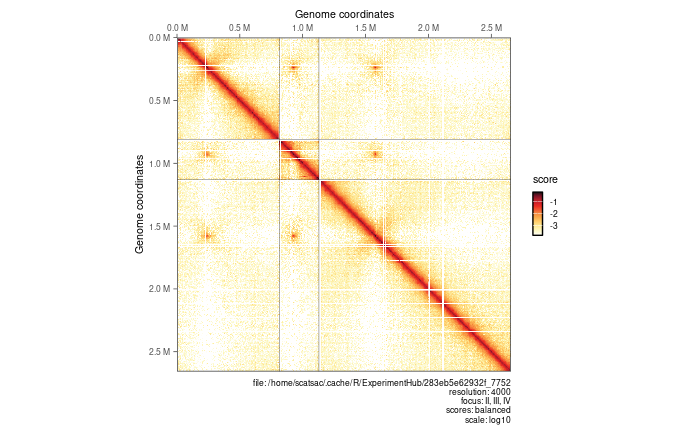 Genome coordinates
0.0 M 0.5 M 1.0 M 1.5 M 2.0 M 2.5 M
0.0 M
0.5 M
1.0 M
1.5 M
2.0 M
2.5 M
Genome coordinates
score
-1
-2
-3
file: /home/scatsac/.cache/R/ExperimentHub/283eb5e62932f_7752
resolution: 4000
focus: II, III, IV
scores: balanced
scale: log10